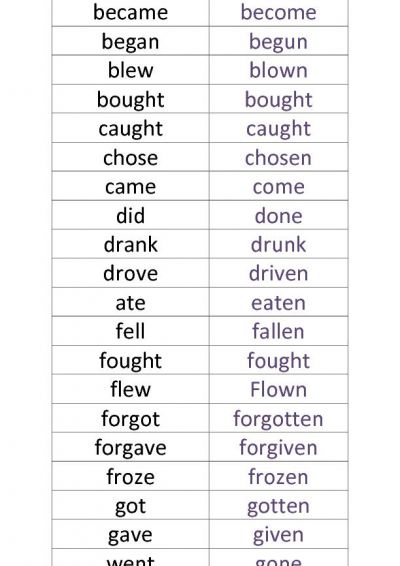 became become
began begun
blew blown
bought bought
caught caught
chose chosen
came come
did done
drank drunk
drove driven
ate eaten
fell fallen
fought fought
flew Flown
forgot forgotten
forgave forgiven
froze frozen
got gotten
gave given
went gone